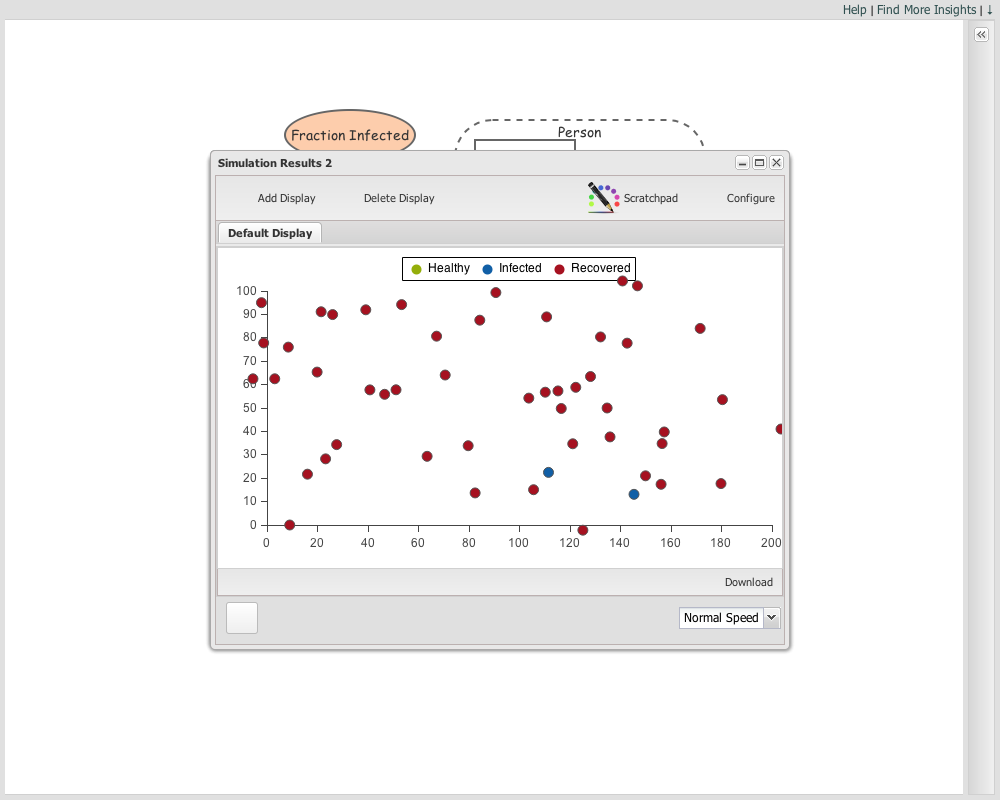 Help | Find More Insights | ↓
Fraction Infected
Person
Simulation Results 2
Add Display
Delete Display
Scratchpad
Configure
Default Display
Healthy
Infected
Recovered
100
90
80
70
60
50
40
30
20
10
0
0 20 40 60 80 100 120 140 160 180 200
Download
Normal Speed